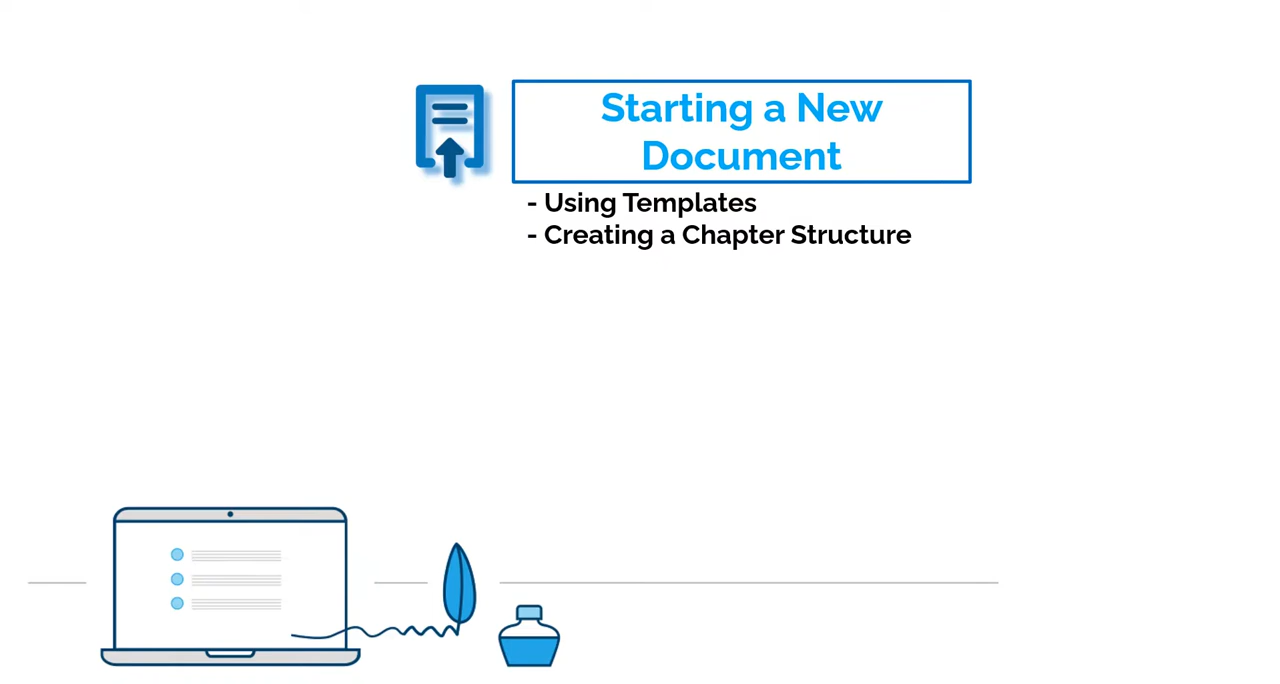 Starting a New
Document
- Using Templates
- Creating a Chapter Structure